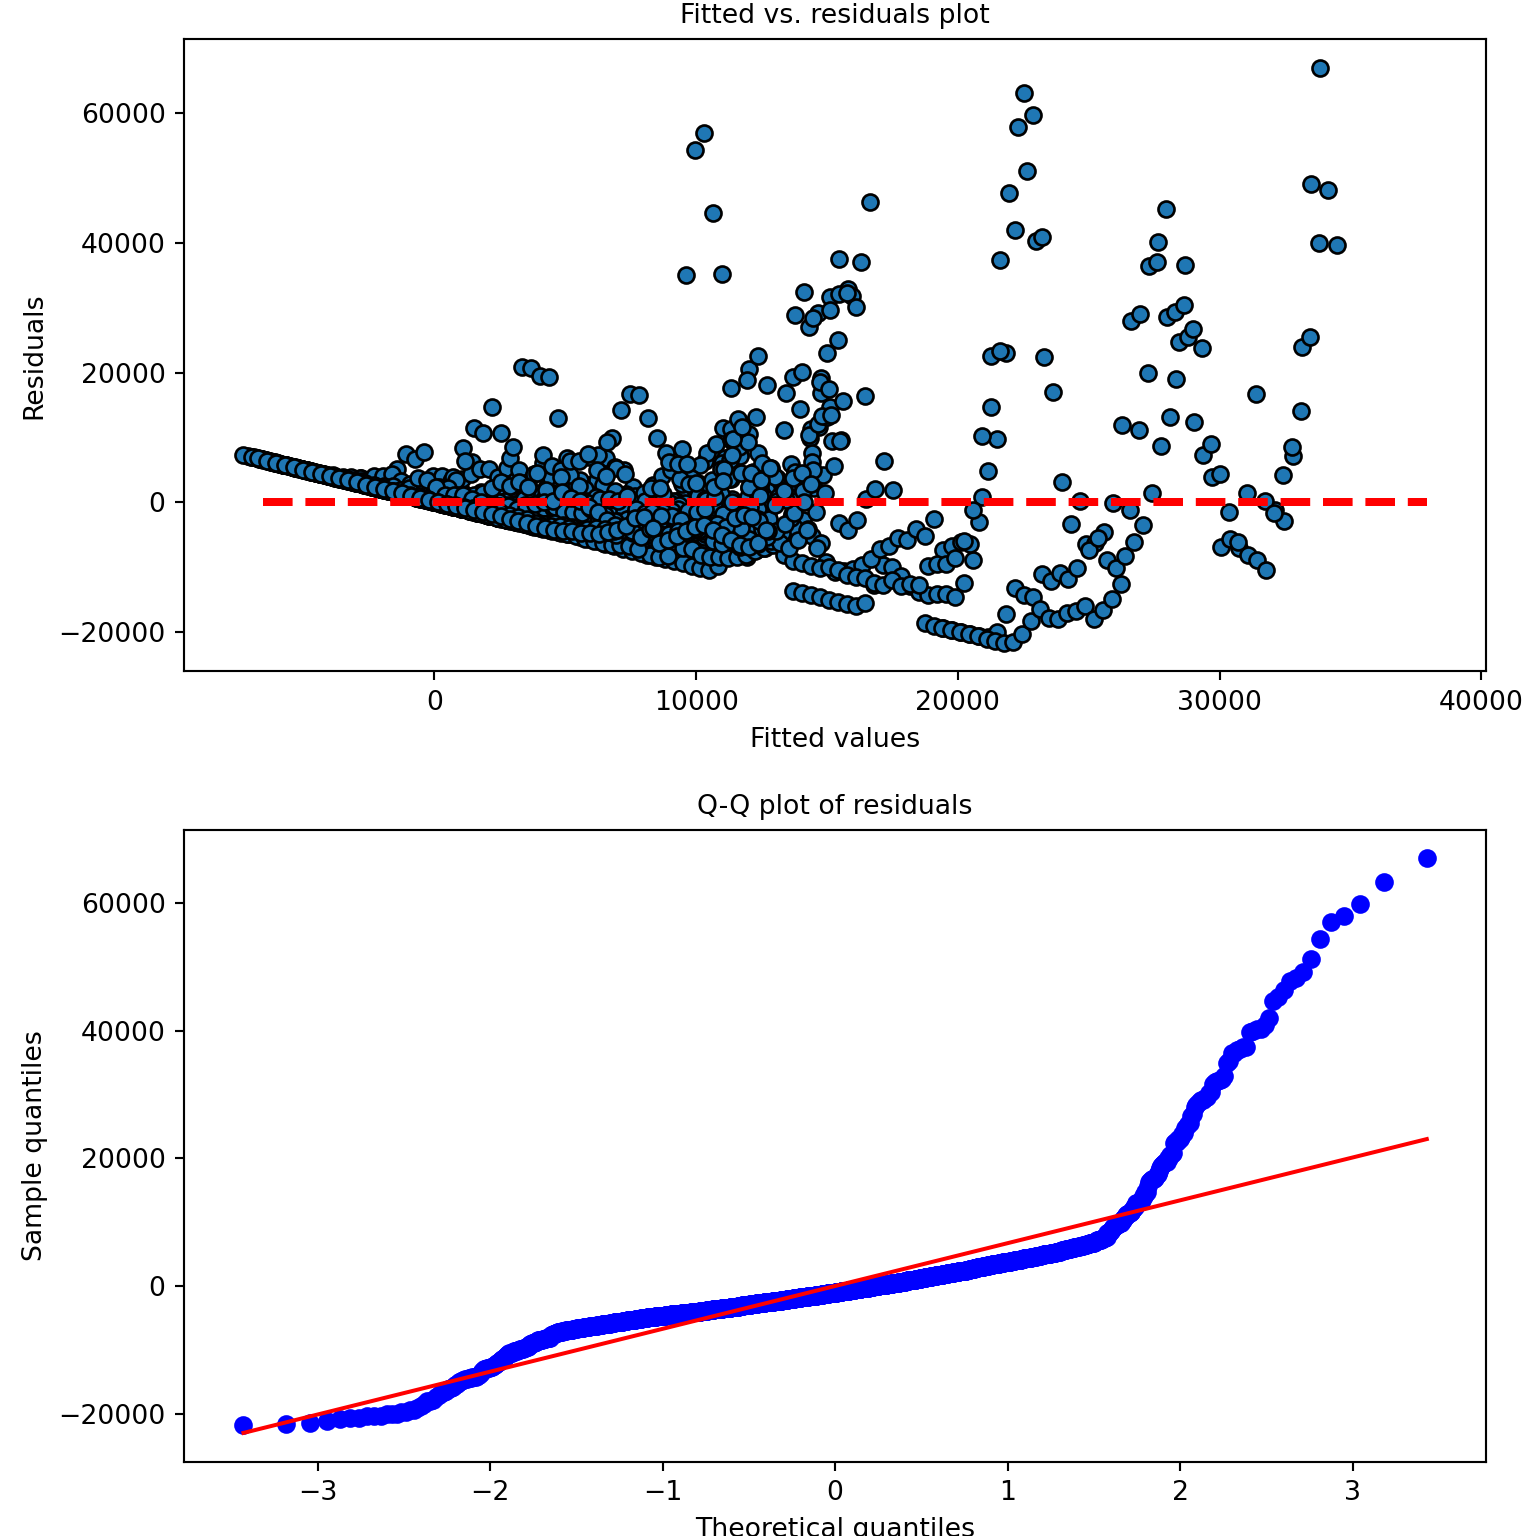 Fitted vs. residuals plot
60000
40000
20000
0
−20000
Residuals
0 10000 20000 30000 40000
Fitted values
Q-Q plot of residuals
60000
40000
20000
0
−20000
Sample quantiles
−3 −2 −1 0 1 2 3
Theoretical quantiles